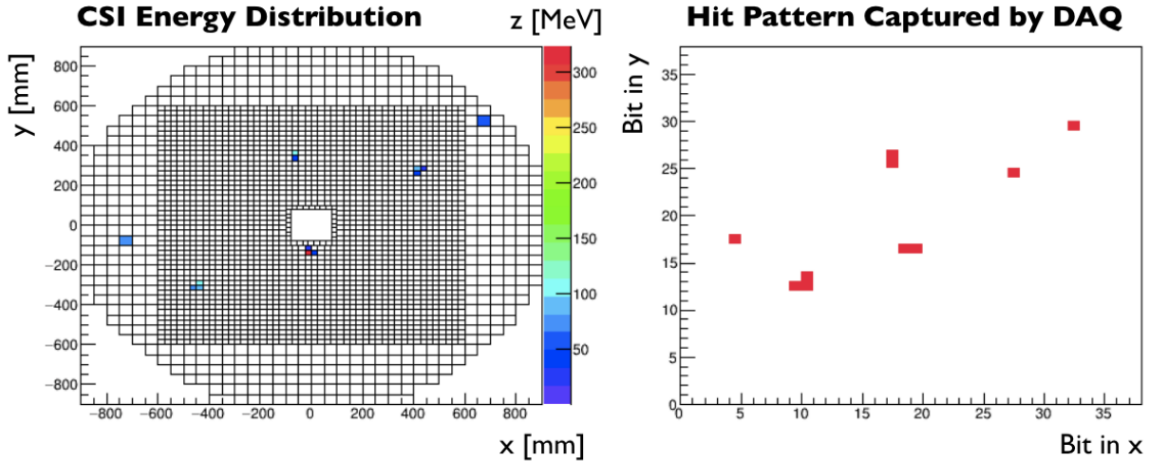 CSI Energy Distribution
z [MeV]
y [mm]
800
600
400
200
0
−200
−400
−600
−800
−800 −600 −400 −200 0 200 400 600 800
x [mm]
300
250
200
150
100
50
Hit Pattern Captured by DAQ
Bit in y
35
30
25
20
15
10
5
0
0 5 10 15 20 25 30 35
Bit in x